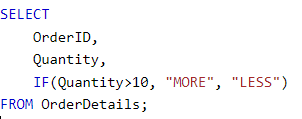 SELECT
    OrderID,
    Quantity,
    IF(Quantity>10, "MORE", "LESS")
FROM OrderDetails;